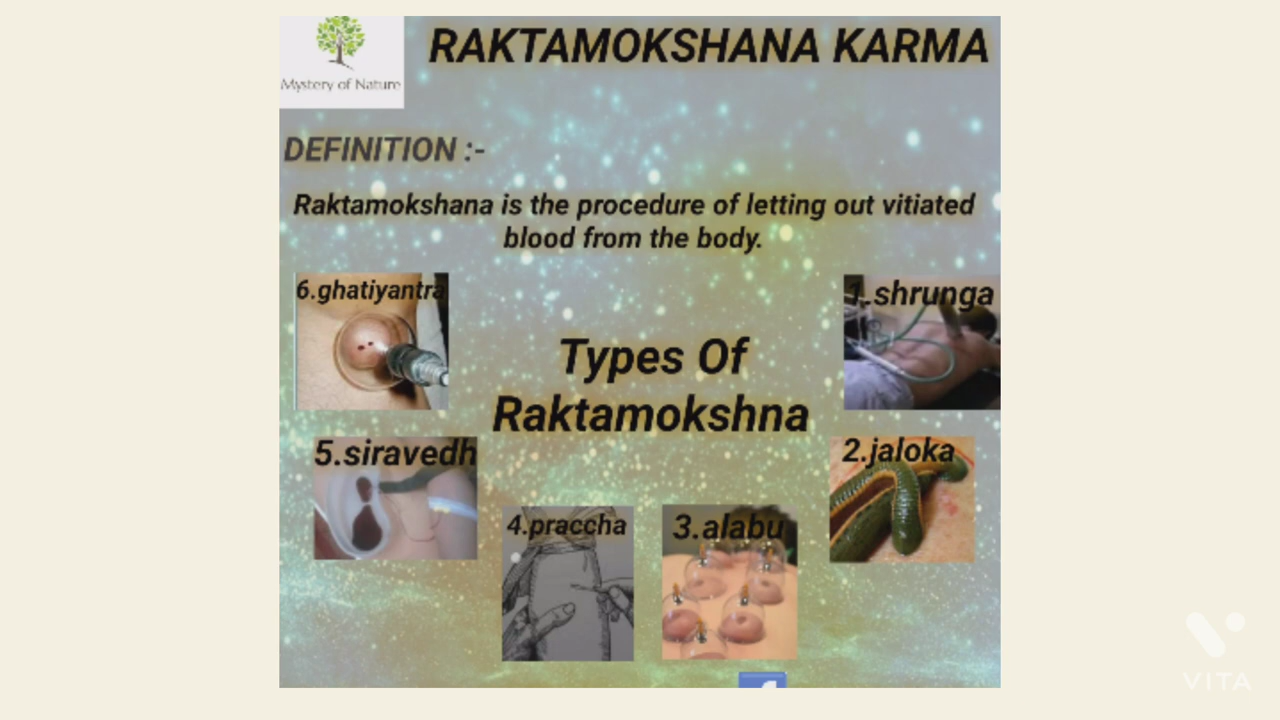 Mystery of Nature
RAKTAMOKSHANA KARMA
DEFINITION :-
Raktamokshana is the procedure of letting out vitiated
blood from the body.
6.ghatiyantra
1.shrunga
Types Of
Raktamokshna
5.siravedh
2.jaloka
4.praccha
3.alabu
VITA